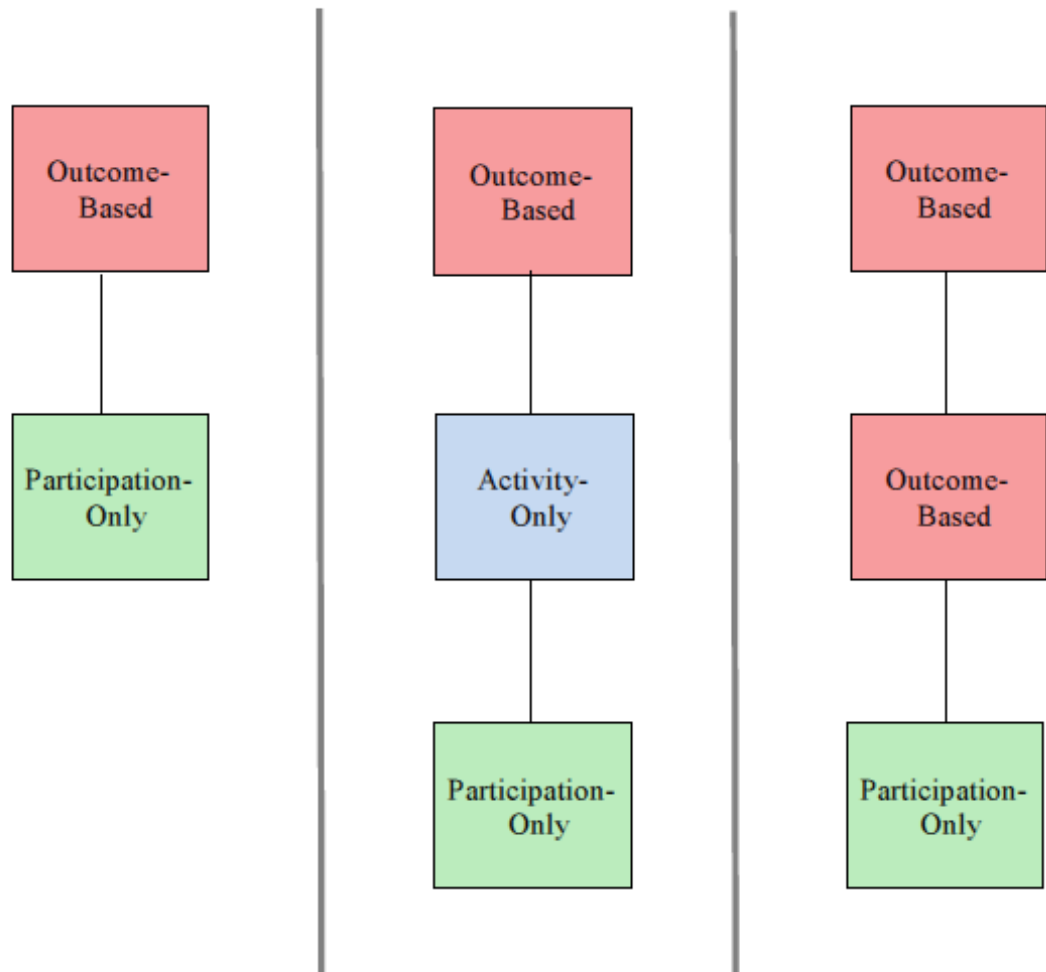 Outcome-
Based
Participation-
Only
Outcome-
Based
Activity-
Only
Participation-
Only
Outcome-
Based
Outcome-
Based
Participation-
Only